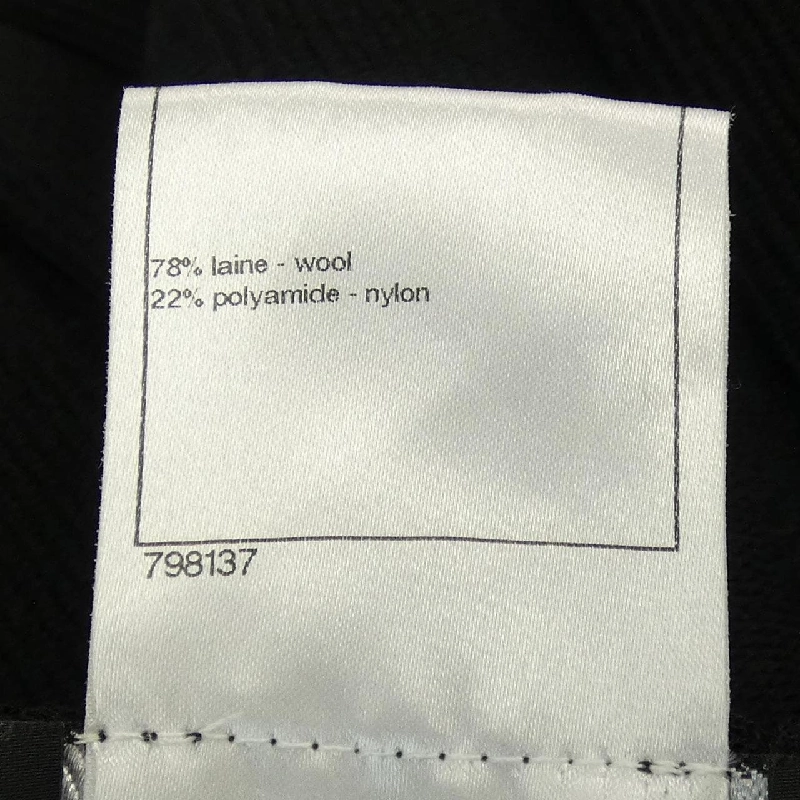 78% laine - wool
22% polyamide - nylon
798137